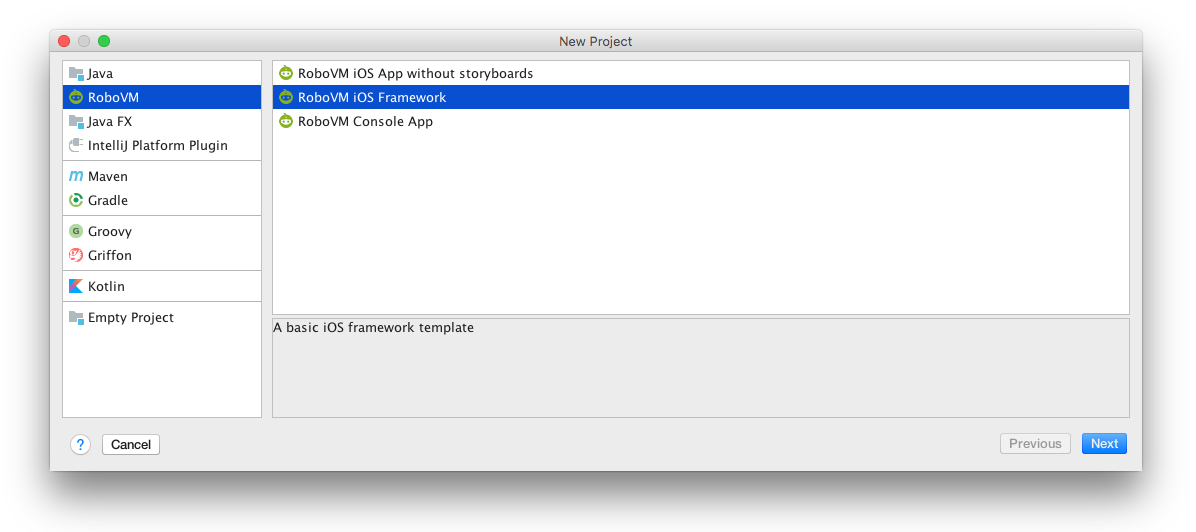 New Project
Java
RoboVM
Java FX
IntelliJ Platform Plugin
Maven
Gradle
Groovy
Griffon
Kotlin
Empty Project
RoboVM iOS App without storyboards
RoboVM iOS Framework
RoboVM Console App
A basic iOS framework template
?
Cancel
Previous
Next